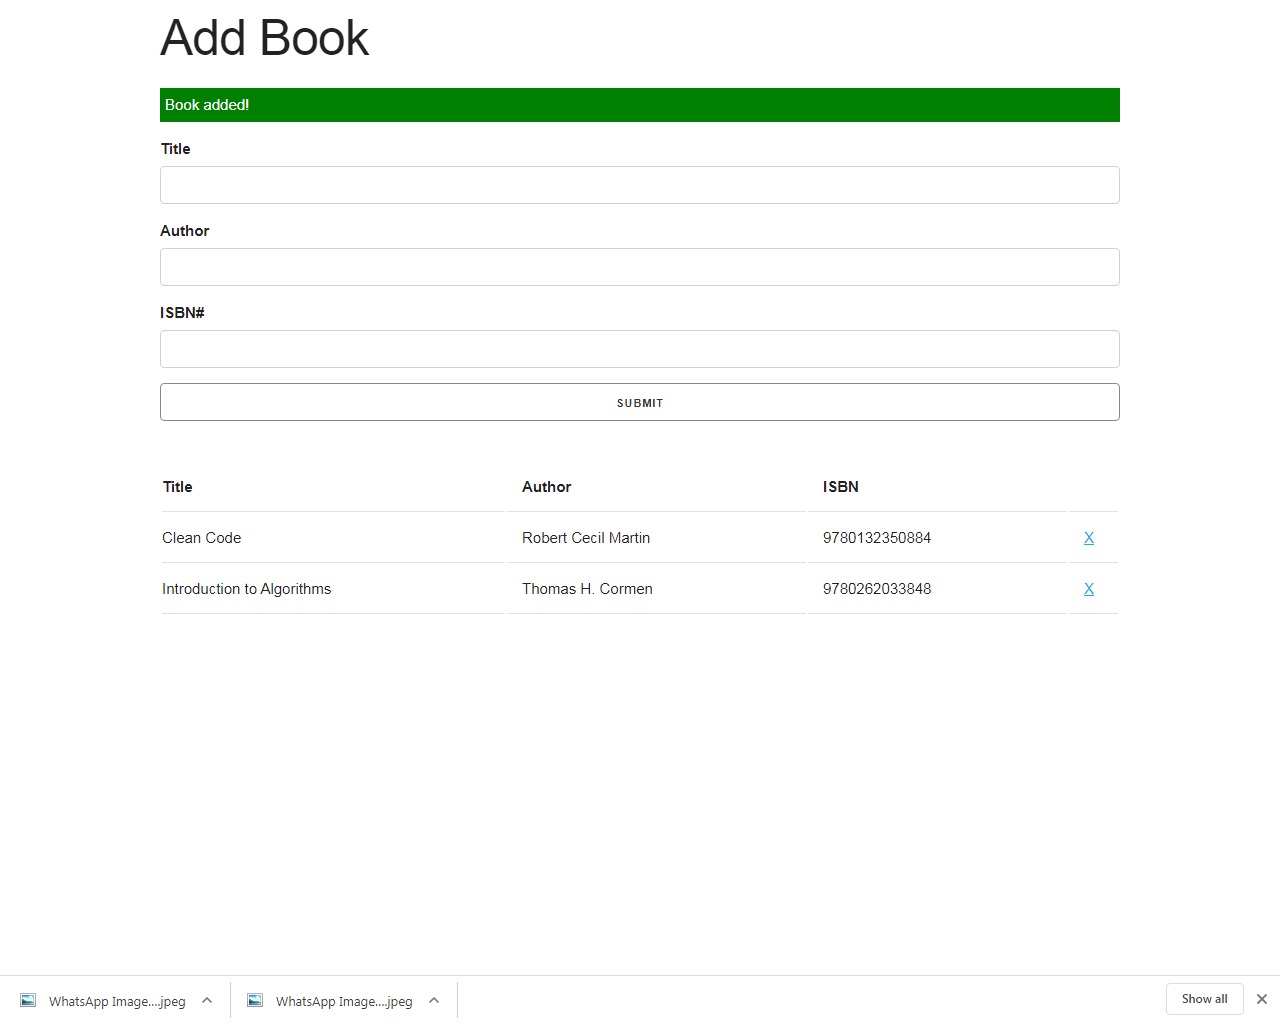 Add Book
Book added!
Title
Author
ISBN#
SUBMIT
Title Author ISBN
Clean Code Robert Cecil Martin 9780132350884 X
Introduction to Algorithms Thomas H. Cormen 9780262033848 X
WhatsApp Image....jpeg WhatsApp Image....jpeg Show all